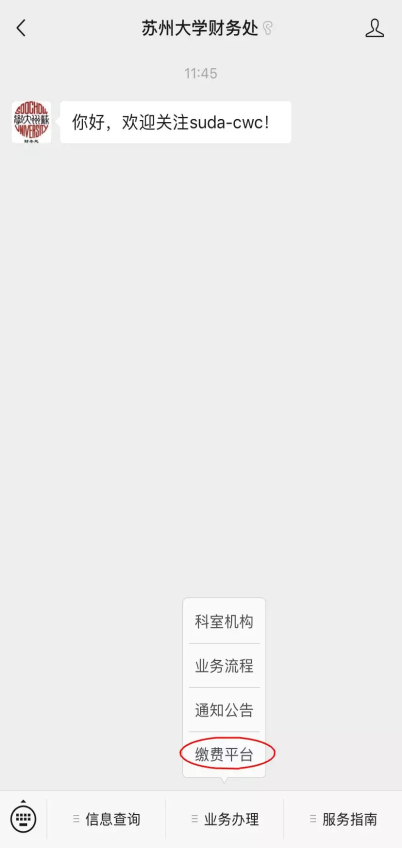 苏州大学财务处
11:45
SOOCHOW
UNIVERSITY
你好，欢迎关注suda-cwc！
科室机构
业务流程
通知公告
缴费平台
信息查询
业务办理
服务指南